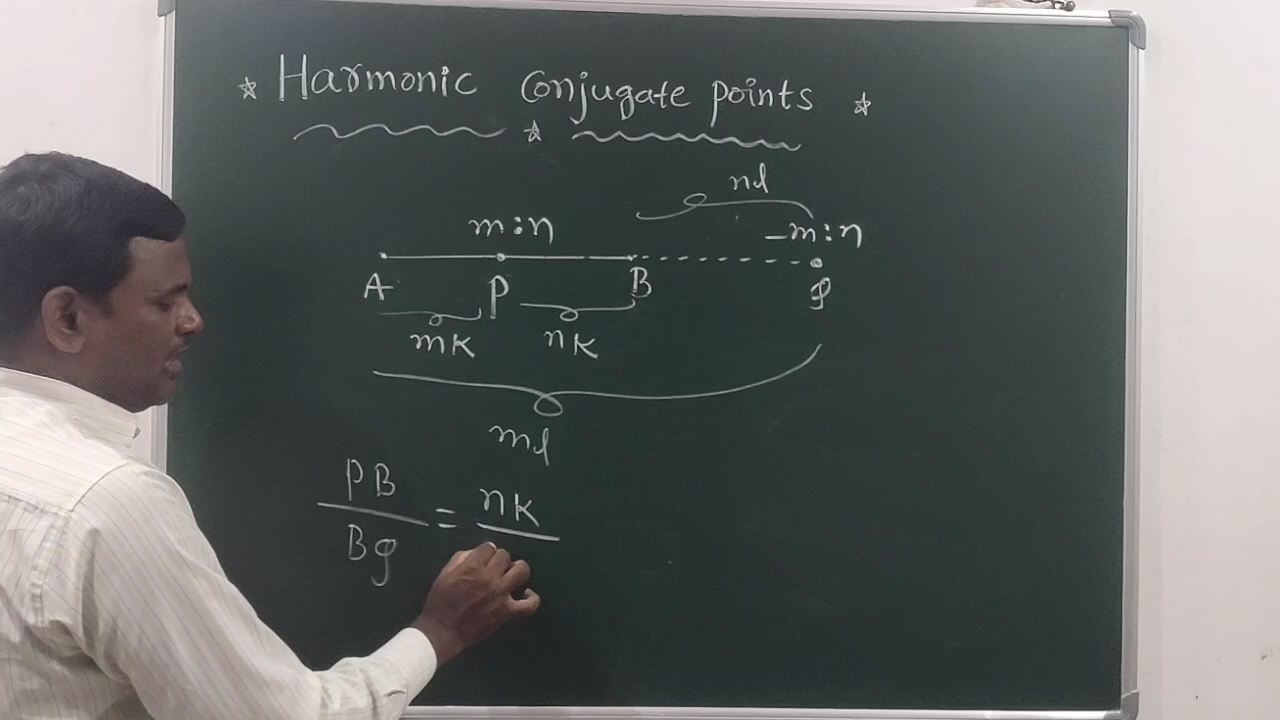 ☆ Harmonic Conjugate points ☆
☆
nl
m:n
-m:n
A P B Q
mk nk
ml
PB
BQ
= nk